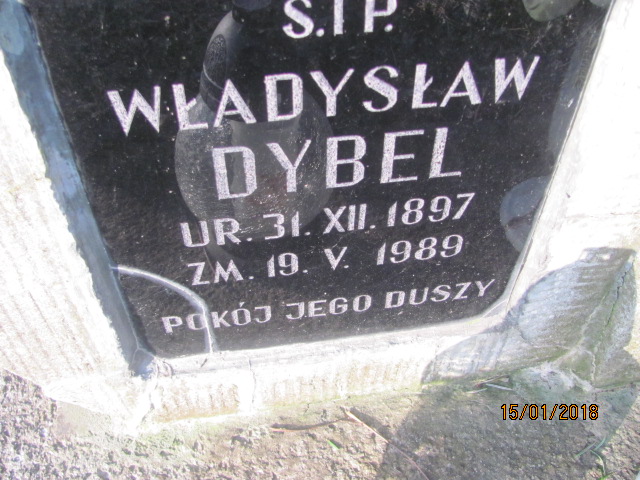 Ś.I P.
WŁADYSŁAW
DYBEL
UR. 31. XII. 1897
ZM. 19. V. 1989
POKÓJ JEGO DUSZY
15/01/2018